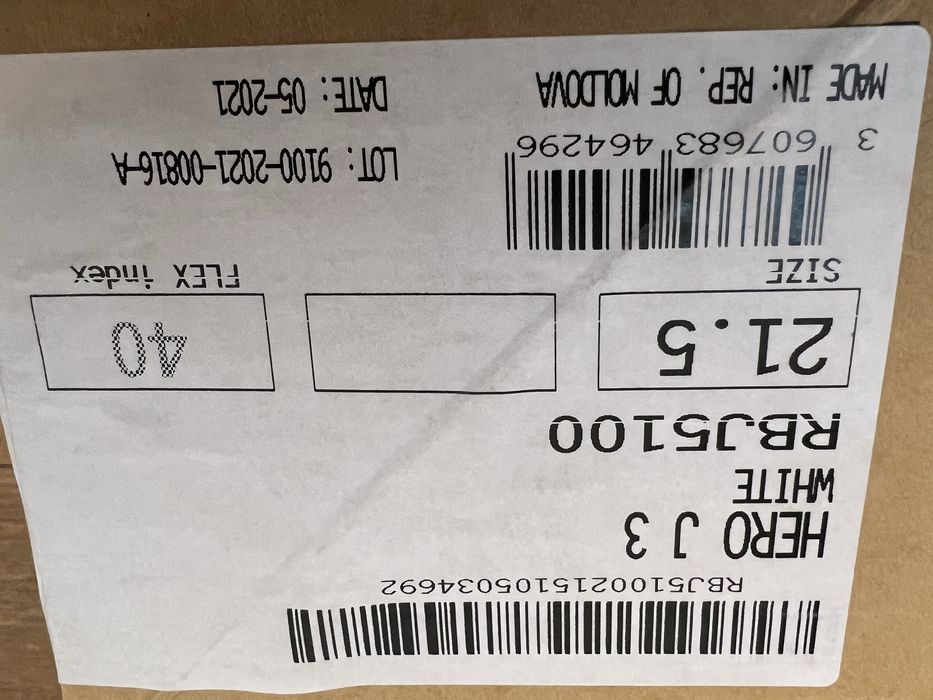 RBJ5100215105034692
HERO J 3
WHITE
RBJ5100
21.5
40
SIZE
FLEX index
3 607683 464296
LOT: 9100-2021-00816-A
MADE IN: REP. OF MOLDOVA
DATE: 05-2021